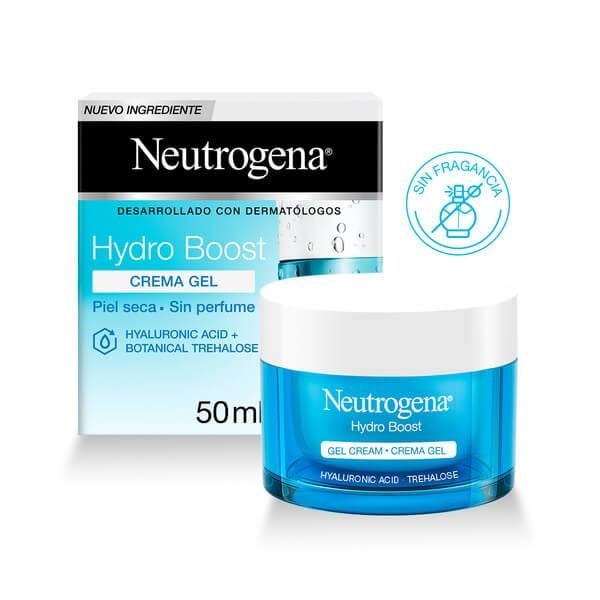 NUEVO INGREDIENTE
Neutrogena®
DESARROLLADO CON DERMATÓLOGOS
Hydro Boost
CREMA GEL
Piel seca • Sin perfume
HYALURONIC ACID +
BOTANICAL TREHALOSE
50ml
SIN FRAGANCIA
Neutrogena®
Hydro Boost
GEL CREAM • CREMA GEL
HYALURONIC ACID · TREHALOSE